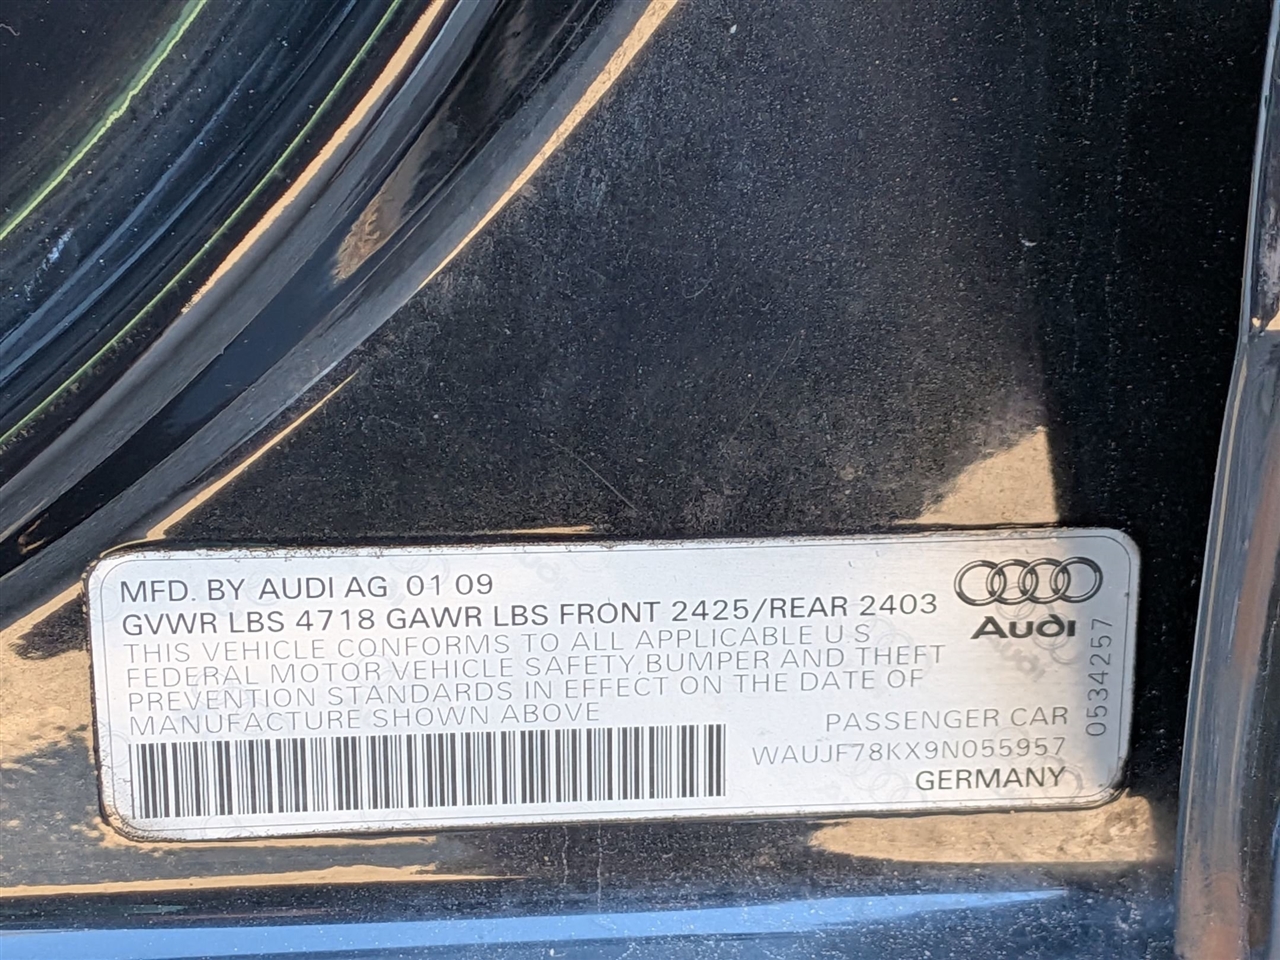 MFD. BY AUDI AG 01 09
GVWR LBS 4718 GAWR LBS FRONT 2425/REAR 2403
THIS VEHICLE CONFORMS TO ALL APPLICABLE U.S
FEDERAL MOTOR VEHICLE SAFETY, BUMPER AND THEFT
PREVENTION STANDARDS IN EFFECT ON THE DATE OF
MANUFACTURE SHOWN ABOVE
Audi
PASSENGER CAR
WAUJF78KX9N055957
GERMANY
0534257